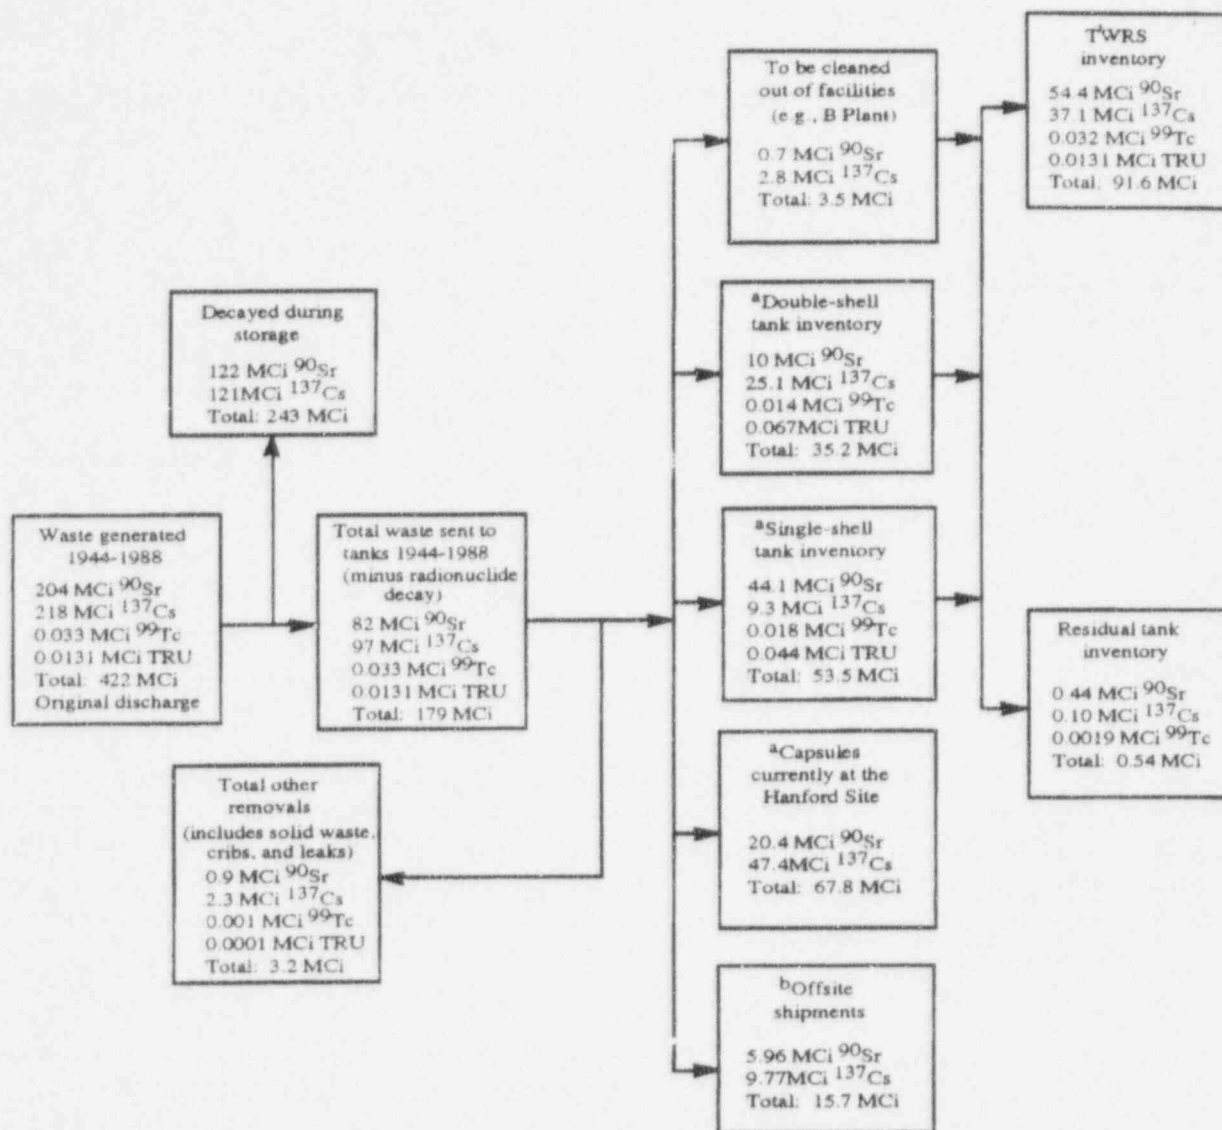 Waste generated
1944-1988
204 MCi 90Sr
218 MCi 137Cs
0.033 MCi 99Tc
0.0131 MCi TRU
Total: 422 MCi
Original discharge
Decayed during
storage
122 MCi 90Sr
121MCi 137Cs
Total: 243 MCi
Total waste sent to
tanks 1944-1988
(minus radionuclide
decay)
82 MCi 90Sr
97 MCi 137Cs
0.033 MCi 99Tc
0.0131 MCi TRU
Total: 179 MCi
Total other
removals
(includes solid waste,
cribs, and leaks)
0.9 MCi 90Sr
2.3 MCi 137Cs
0.001 MCi 99Tc
0.0001 MCi TRU
Total: 3.2 MCi
To be cleaned
out of facilities
(e.g., B Plant)
0.7 MCi 90Sr
2.8 MCi 137Cs
Total: 3.5 MCi
aDouble-shell
tank inventory
10 MCi 90Sr
25.1 MCi 137Cs
0.014 MCi 99Tc
0.067MCi TRU
Total: 35.2 MCi
aSingle-shell
tank inventory
44.1 MCi 90Sr
9.3 MCi 137Cs
0.018 MCi 99Tc
0.044 MCi TRU
Total: 53.5 MCi
aCapsules
currently at the
Hanford Site
20.4 MCi 90Sr
47.4MCi 137Cs
Total: 67.8 MCi
bOffsite
shipments
5.96 MCi 90Sr
9.77MCi 137Cs
Total: 15.7 MCi
TWRS
inventory
54.4 MCi 90Sr
37.1 MCi 137Cs
0.032 MCi 99Tc
0.0131 MCi TRU
Total: 91.6 MCi
Residual tank
inventory
0.44 MCi 90Sr
0.10 MCi 137Cs
0.0019 MCi 99Tc
Total: 0.54 MCi